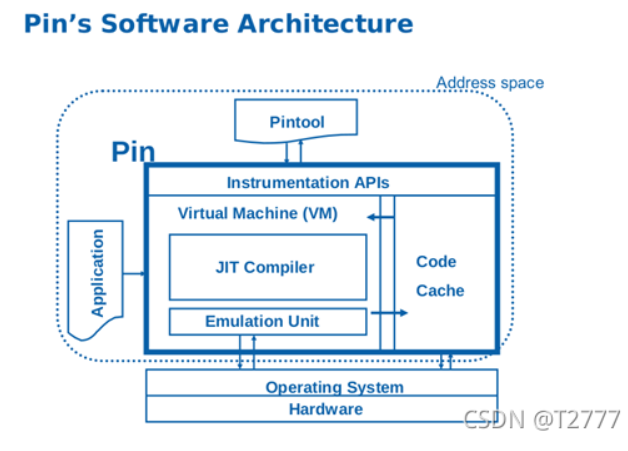 Pin's Software Architecture
Address space
Pintool
Pin
Instrumentation APIs
Virtual Machine (VM)
JIT Compiler
Code
Cache
Application
Emulation Unit
Operating System
Hardware
CSDN @T2777